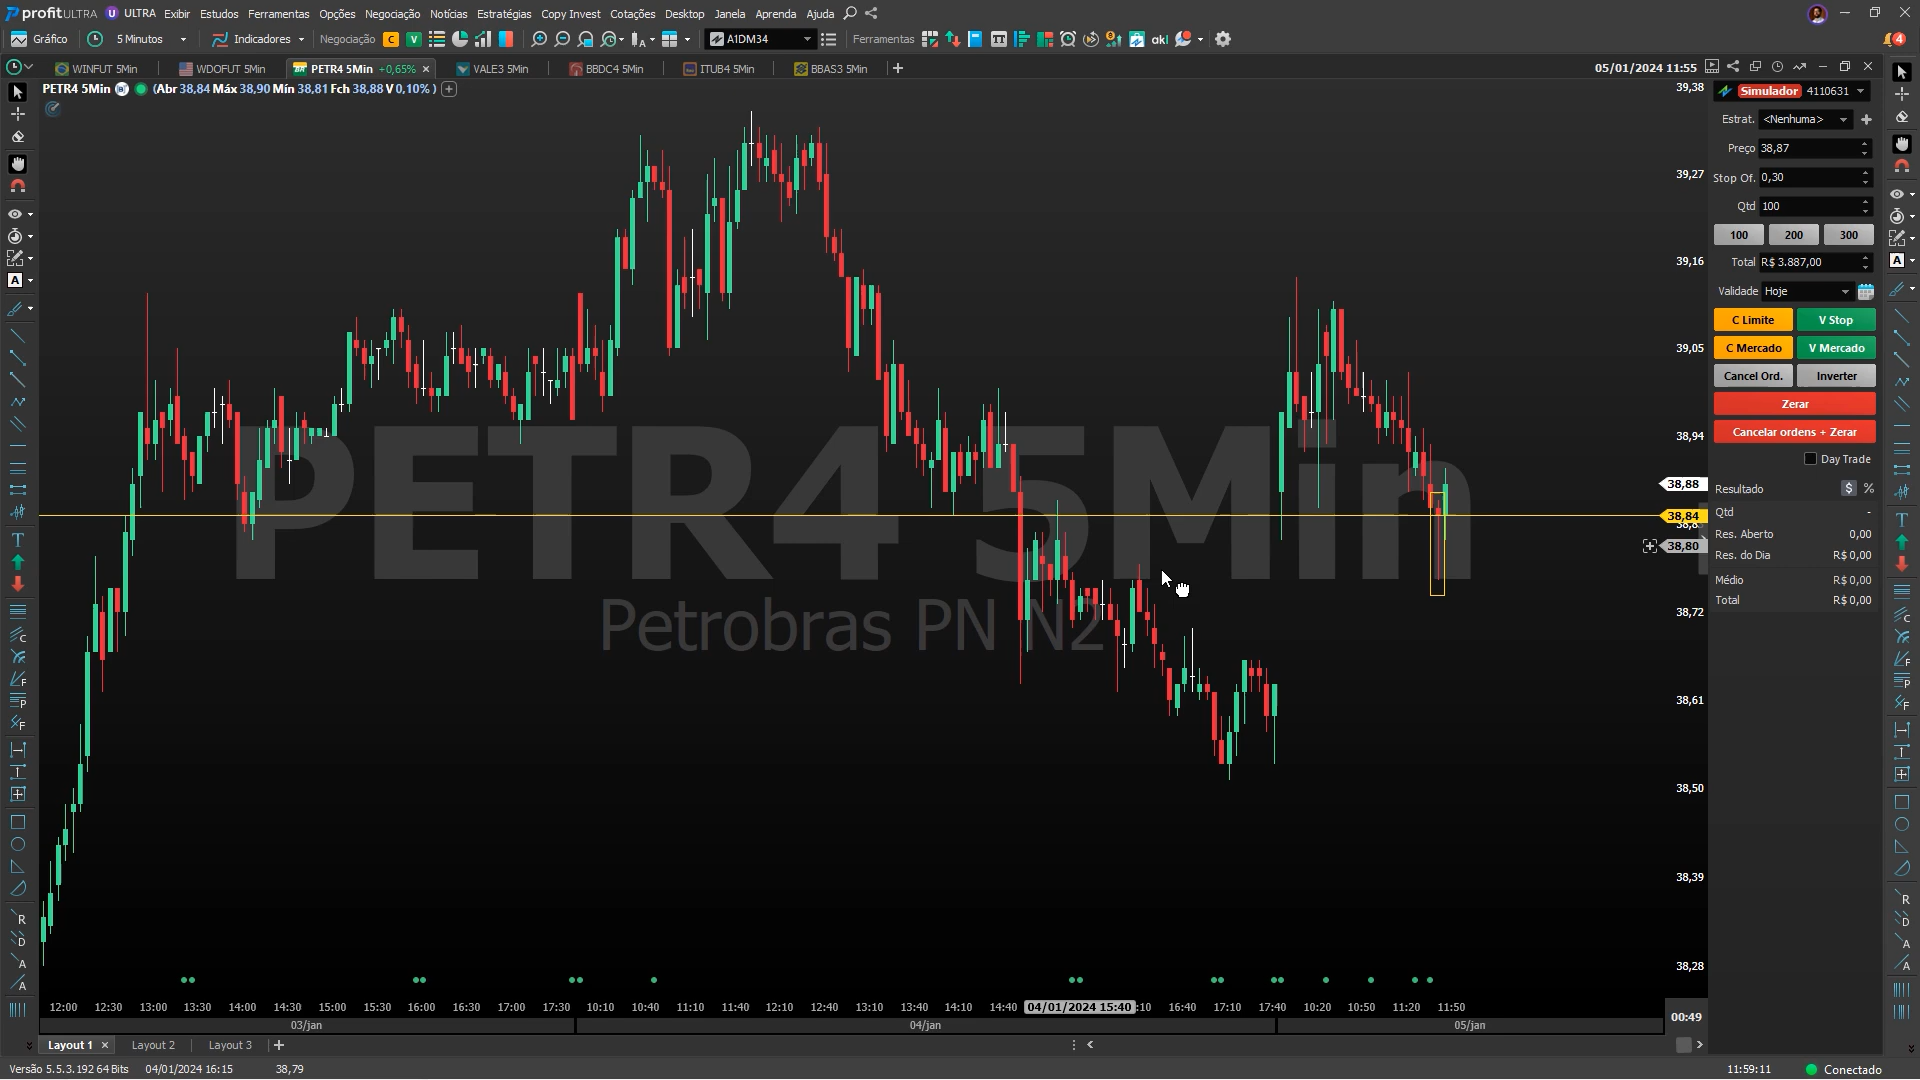 profitULTRA U ULTRA Exibir Estudos Ferramentas Opções Negociação Notícias Estratégias Copy Invest Cotações Desktop Janela Aprenda Ajuda
Gráfico 5 Minutos Indicadores Negociação C V A1DM34 Ferramentas akl 4
WINFUT 5Min WDOFUT 5Min PETR4 5Min +0,65% VALE3 5Min BBDC4 5Min ITUB4 5Min BBAS3 5Min 05/01/2024 11:55
PETR4 5Min (Abr 38,84 Máx 38,90 Mín 38,81 Fch 38,88 V 0,10% )
39,38
39,27
39,16
39,05
38,94
38,88
38,84
38,80
38,72
38,61
38,50
38,39
38,28
PETR4 5Min
Petrobras PN N2
Simulador 4110631
Estrat. <Nenhuma>
Preço 38,87
Stop Of. 0,30
Qtd 100
100 200 300
Total R$ 3.887,00
Validade Hoje
C Limite V Stop
C Mercado V Mercado
Cancel Ord. Inverter
Zerar
Cancelar ordens + Zerar
Day Trade
Resultado $ %
Qtd -
Res. Aberto 0,00
Res. do Dia R$ 0,00
Médio R$ 0,00
Total R$ 0,00
12:00 12:30 13:00 13:30 14:00 14:30 15:00 15:30 16:00 16:30 17:00 17:30 10:10 10:40 11:10 11:40 12:10 12:40 13:10 13:40 14:10 14:40 04/01/2024 15:40 :10 16:40 17:10 17:40 10:20 10:50 11:20 11:50
03/jan 04/jan 05/jan
00:49
Layout 1 Layout 2 Layout 3
Versão 5.5.3.192 64 Bits 04/01/2024 16:15 38,79 11:59:11 Conectado